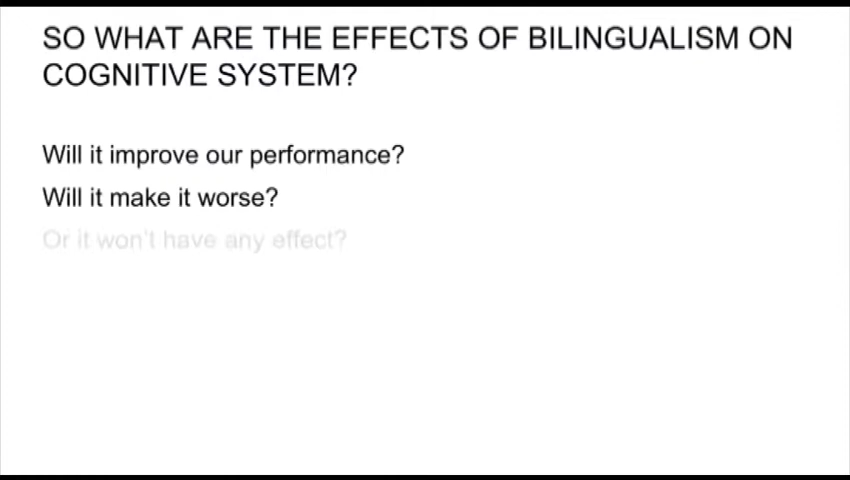 SO WHAT ARE THE EFFECTS OF BILINGUALISM ON
COGNITIVE SYSTEM?
Will it improve our performance?
Will it make it worse?
Or it won't have any effect?